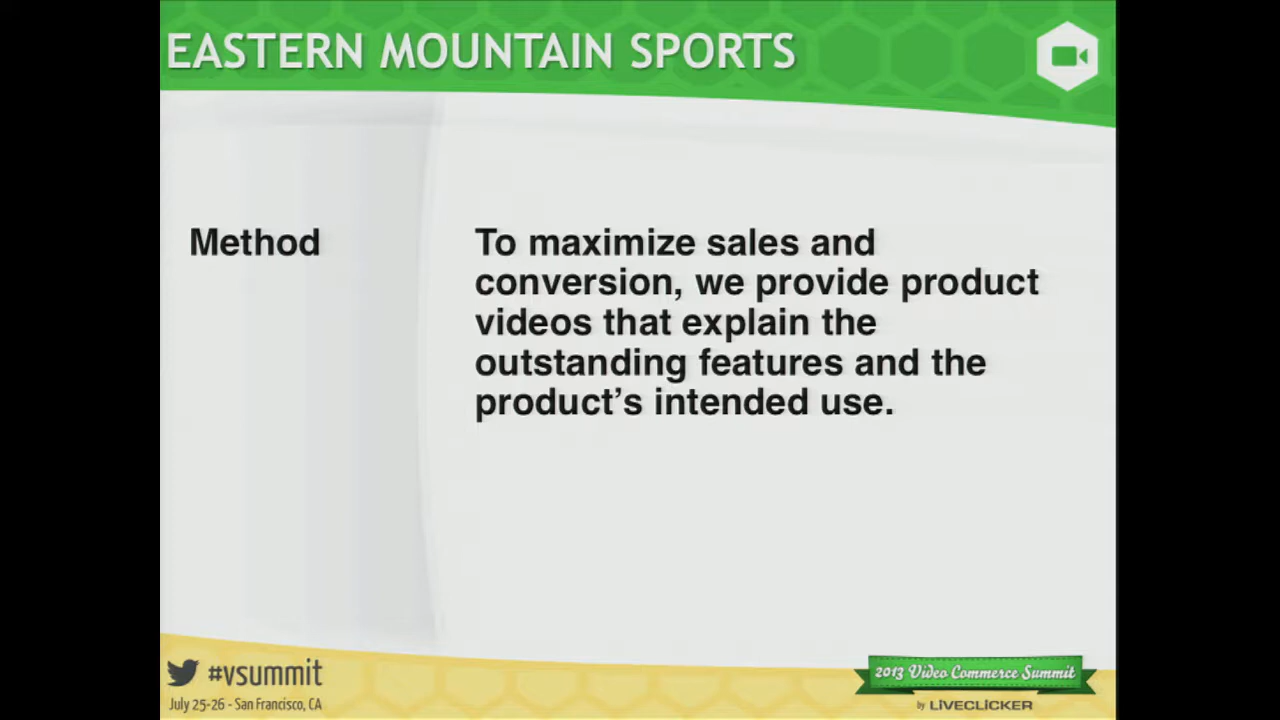 EASTERN MOUNTAIN SPORTS
Method
To maximize sales and
conversion, we provide product
videos that explain the
outstanding features and the
product’s intended use.
#vsummit
July 25-26 - San Francisco, CA
2013 Video Commerce Summit
by LIVECLICKER